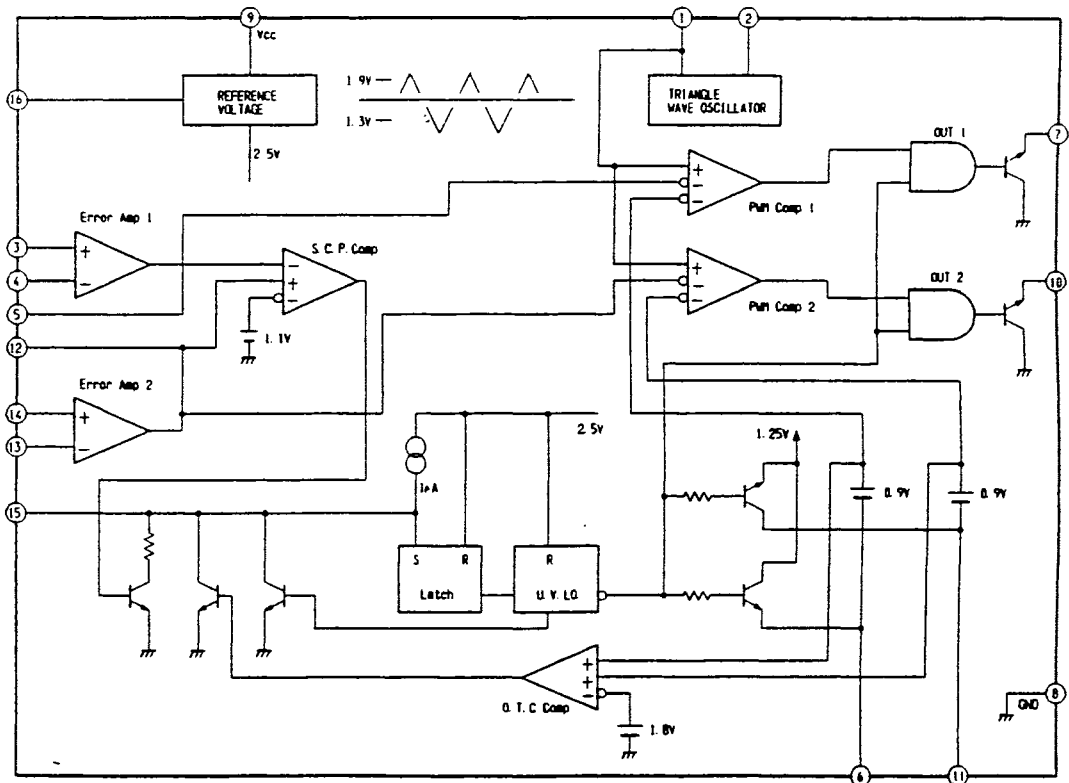 9
1
2
Vcc
REFERENCE
VOLTAGE
1.9V
1.3V
TRIANGLE
WAVE OSCILLATOR
16
2.5V
OUT 1
7
+
−
−
PWM Comp 1
Error Amp 1
3
+
4
−
5
S.C.P. Comp
−
+
−
1.1V
+
−
−
PWM Comp 2
OUT 2
10
12
Error Amp 2
14
+
13
−
2.5V
1.25V
1μA
0.9V
0.9V
15
S
R
R
Latch
U.V.LO
+
+
−
O.T.C Comp
1.8V
8
GND
6
11